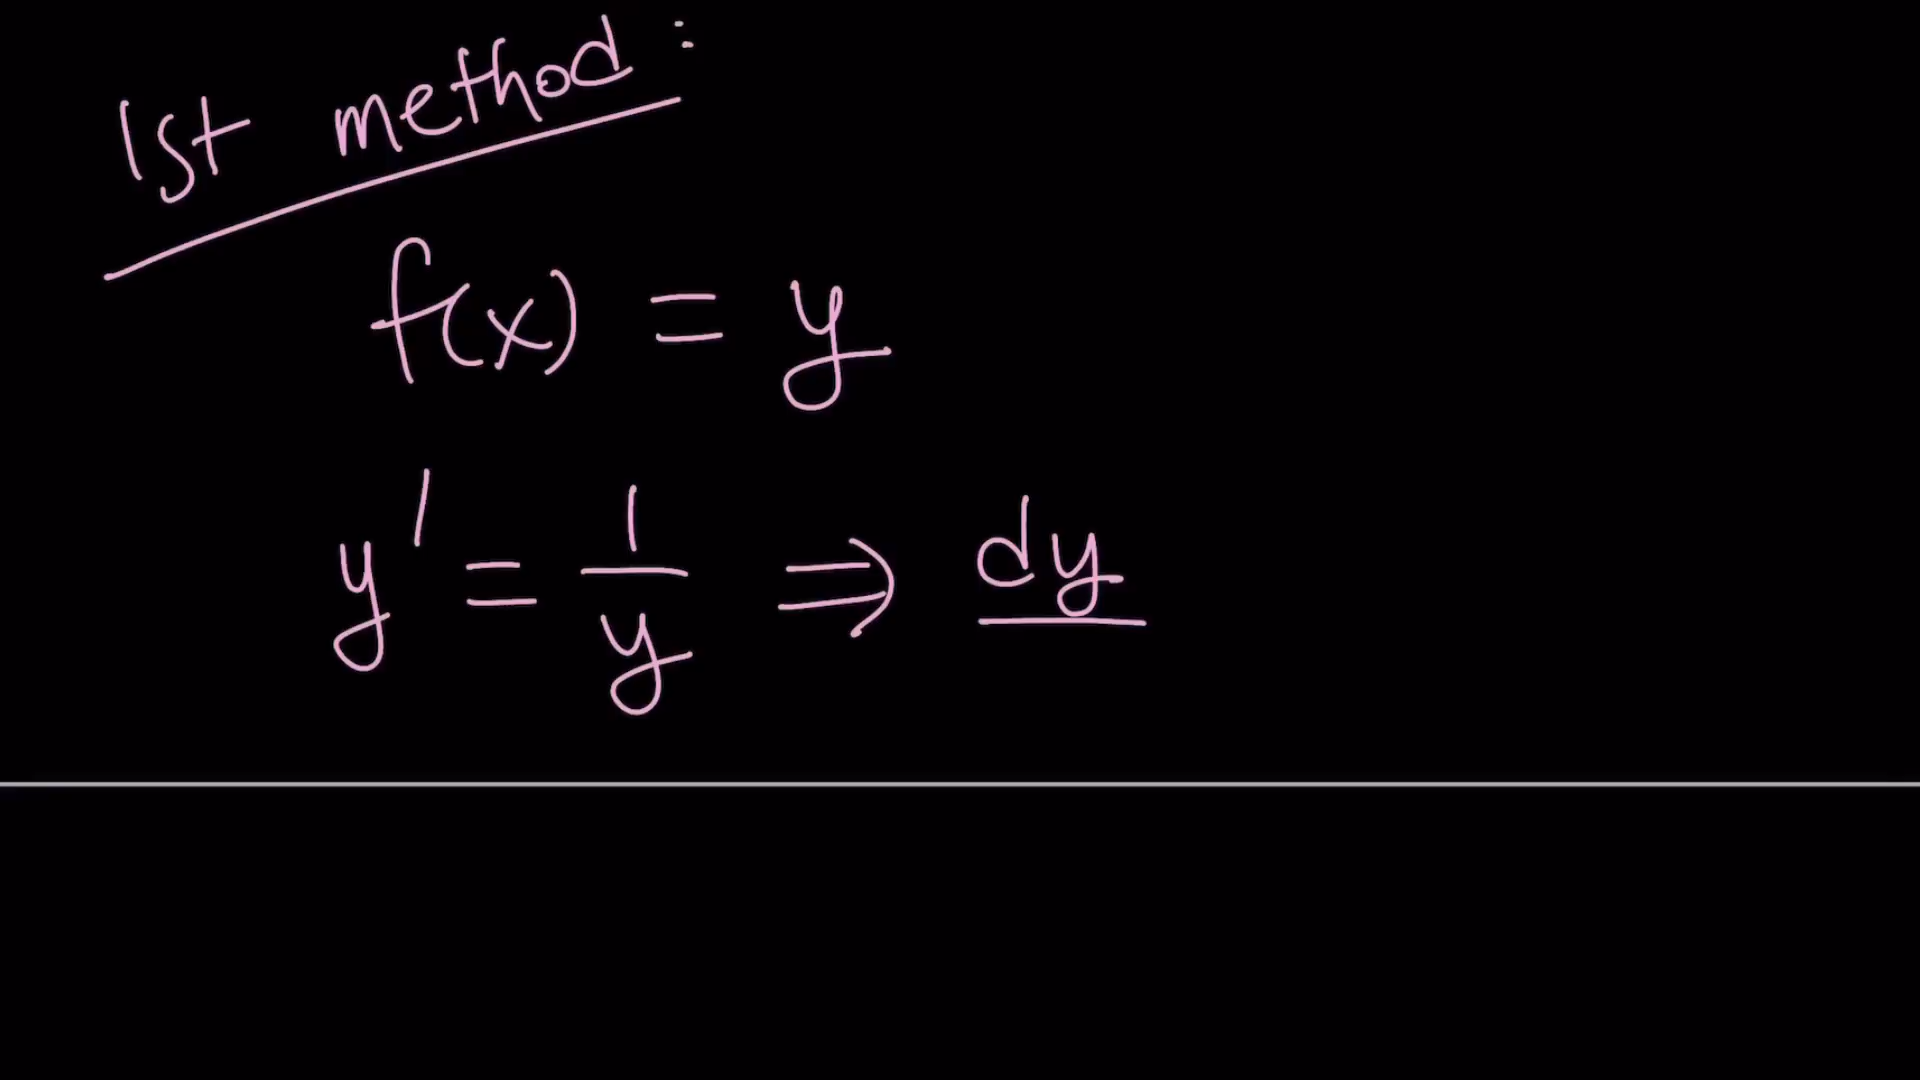 1st method:
f(x) = y
y' = 1/y ⇒ dy